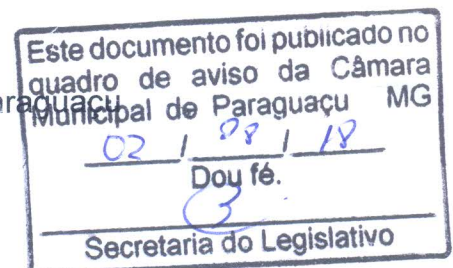 Este documento foi publicado no
quadro de aviso da Câmara
Municipal de Paraguaçu MG
02 / 08 / 18
Dou fé.
Secretaria do Legislativo